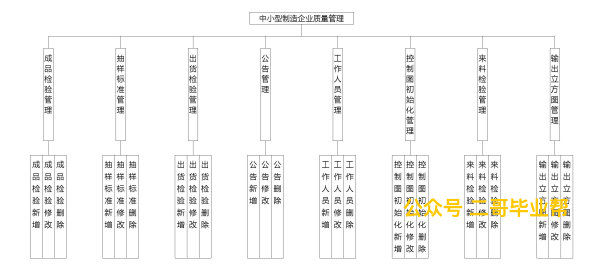 中小型制造企业质量管理
成品检验管理
抽样标准管理
出货检验管理
公告管理
工作人员管理
控制图初始化管理
来料检验管理
输出立方图管理
成品检验新增
成品检验修改
成品检验删除
抽样标准新增
抽样标准修改
抽样标准删除
出货检验新增
出货检验修改
出货检验删除
公告新增
公告修改
公告删除
工作人员新增
工作人员修改
工作人员删除
控制图初始化新增
控制图初始化修改
控制图初始化删除
来料检验新增
来料检验修改
来料检验删除
输出立方图新增
输出立方图修改
输出立方图删除
公众号 二哥毕业帮